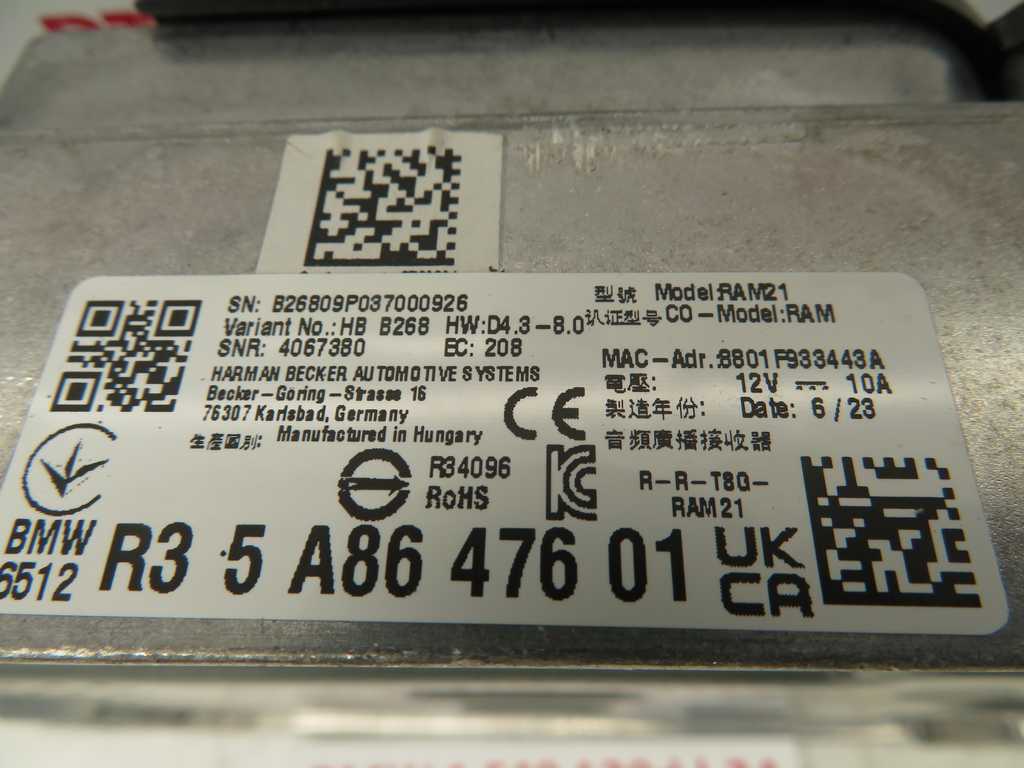 SN: B26809P037000926
Variant No.: HB B268 HW:D4.3-8.0
SNR: 4067380 EC: 208
HARMAN BECKER AUTOMOTIVE SYSTEMS
Becker-Goring-Strasse 16
76307 Karlsbad, Germany
生產國別: Manufactured in Hungary
型號 Model:RAM21
认证型号 CO-Model:RAM
MAC-Adr.:8801F933443A
電壓: 12V 10A
製造年份: Date: 6/23
音頻廣播接收器
CE
R34096
RoHS
R-R-T8G-
RAM21
BMW
6512
R3 5 A86 476 01
UK
CA